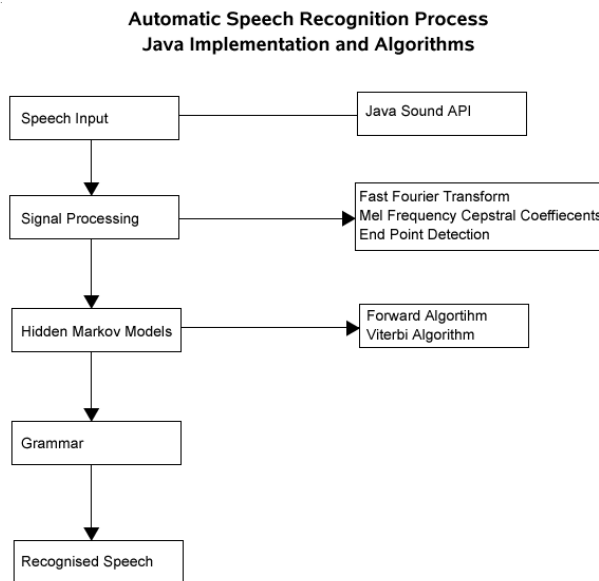 Automatic Speech Recognition Process
Java Implementation and Algorithms
Speech Input
Java Sound API
Signal Processing
Fast Fourier Transform
Mel Frequency Cepstral Coeffiecents
End Point Detection
Hidden Markov Models
Forward Algortihm
Viterbi Algorithm
Grammar
Recognised Speech